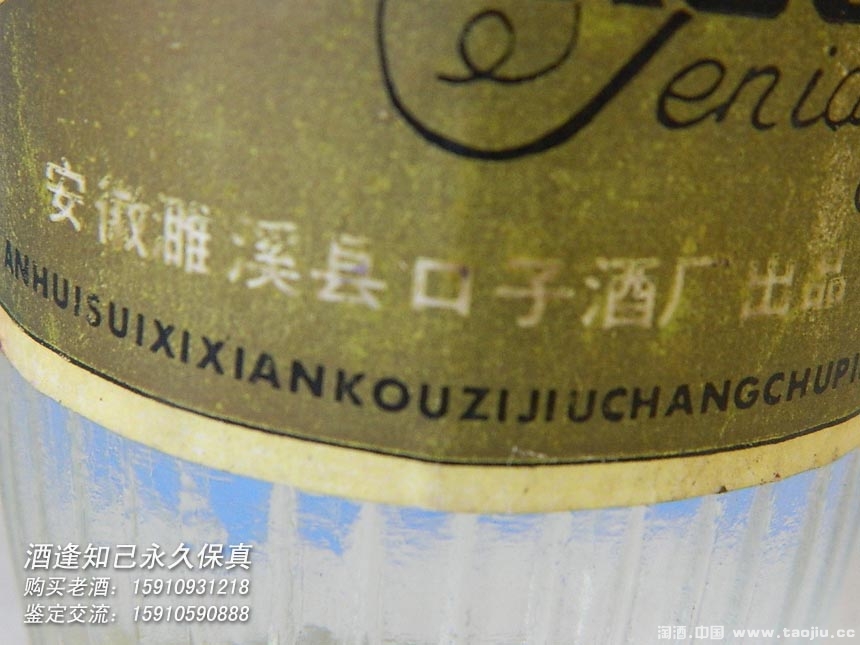 安徽睢溪县口子酒厂出品
ANHUISUIXIXIANKOUZIJIUCHANGCHUPI
酒逢知己永久保真
购买老酒：15910931218
鉴定交流：15910590888
淘酒.中国 www.taojiu.cc